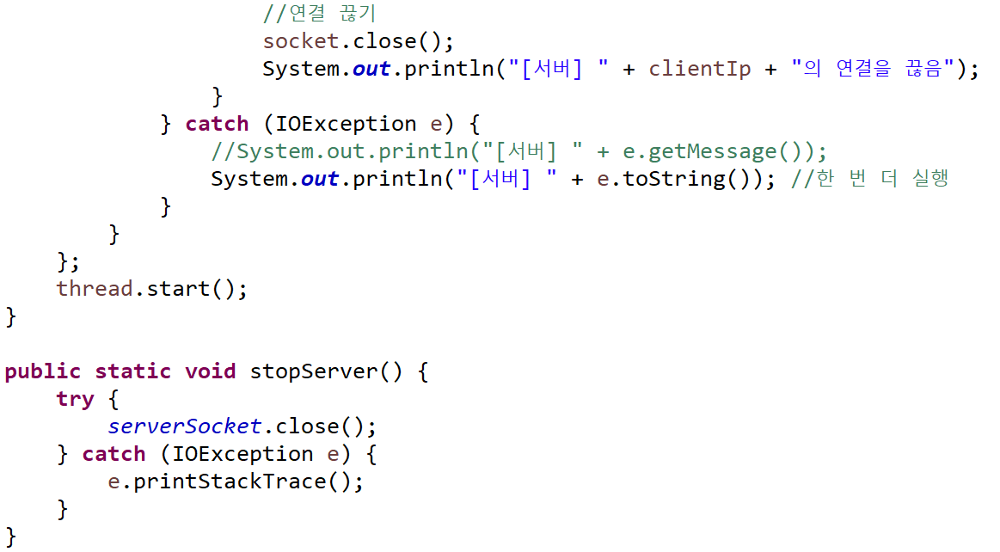 //연결 끊기
socket.close();
System.out.println("[서버] " + clientIp + "의 연결을 끊음");
}
} catch (IOException e) {
//System.out.println("[서버] " + e.getMessage());
System.out.println("[서버] " + e.toString()); //한 번 더 실행
}
}
};
thread.start();
}
public static void stopServer() {
try {
serverSocket.close();
} catch (IOException e) {
e.printStackTrace();
}
}